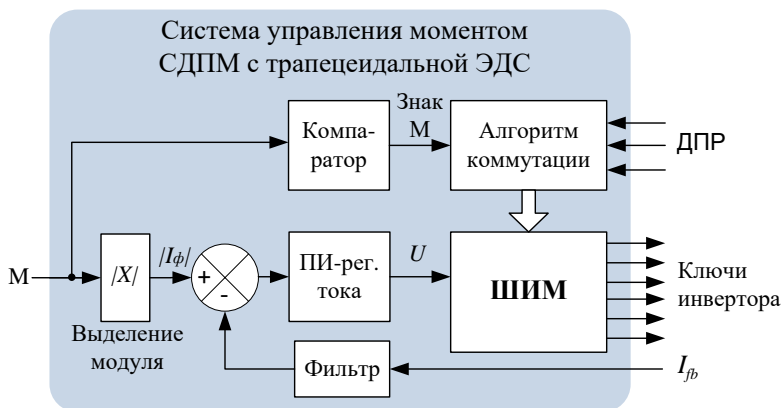 Система управления моментом
СДПМ с трапецеидальной ЭДС
Знак
М
Компа-
ратор
Алгоритм
коммутации
ДПР
М
|X|
|Iф|
+
-
ПИ-рег.
тока
U
ШИМ
Ключи
инвертора
Выделение
модуля
Фильтр
Ifb